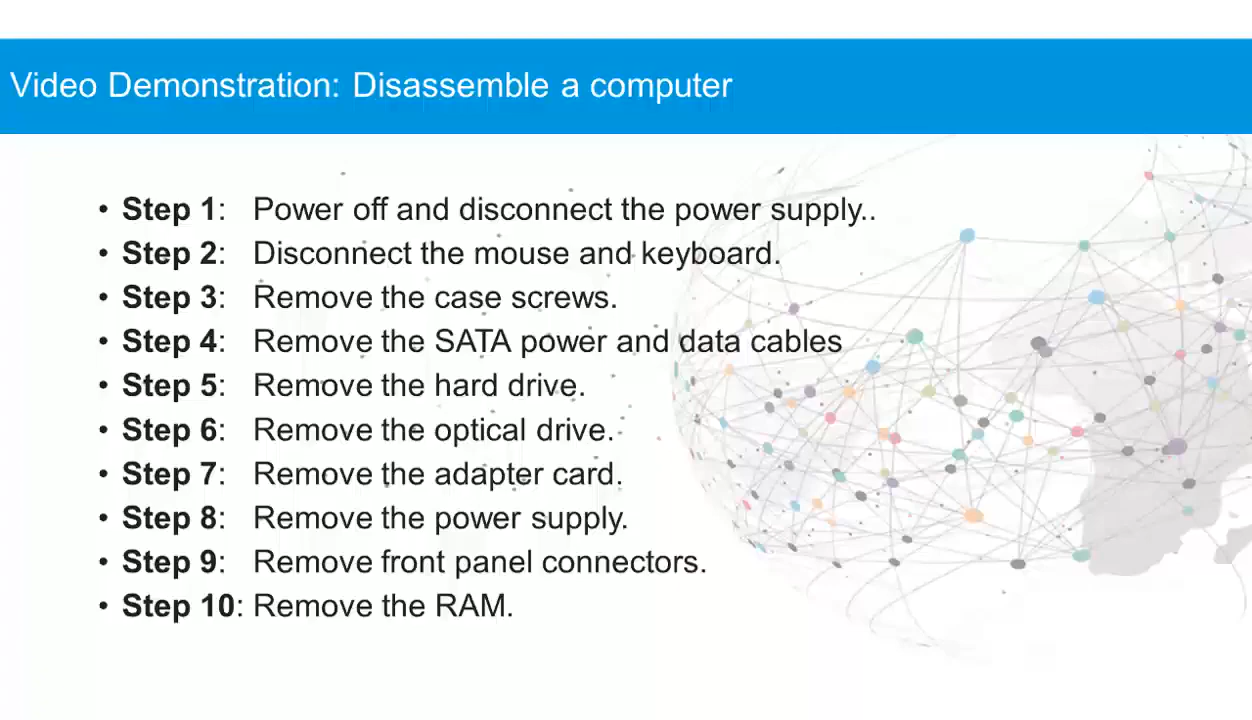 Video Demonstration: Disassemble a computer
• Step 1: Power off and disconnect the power supply..
• Step 2: Disconnect the mouse and keyboard.
• Step 3: Remove the case screws.
• Step 4: Remove the SATA power and data cables
• Step 5: Remove the hard drive.
• Step 6: Remove the optical drive.
• Step 7: Remove the adapter card.
• Step 8: Remove the power supply.
• Step 9: Remove front panel connectors.
• Step 10: Remove the RAM.